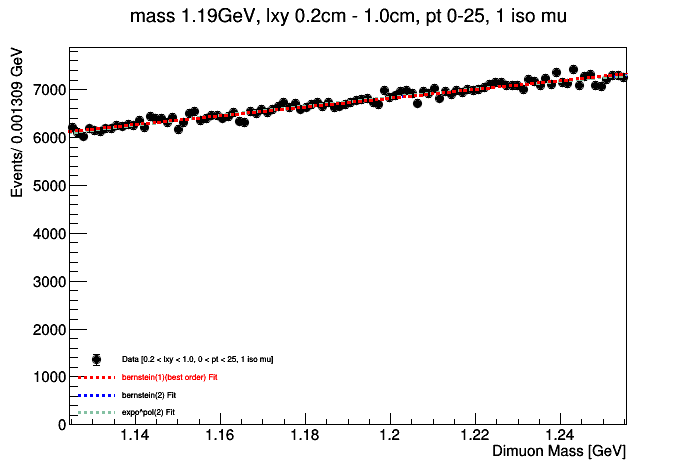 mass 1.19GeV, lxy 0.2cm - 1.0cm, pt 0-25, 1 iso mu
Events/ 0.001309 GeV
7000
6000
5000
4000
3000
2000
1000
0
Data [0.2 < lxy < 1.0, 0 < pt < 25, 1 iso mu]
bernstein(1)(best order) Fit
bernstein(2) Fit
expo^pol(2) Fit
1.14 1.16 1.18 1.2 1.22 1.24
Dimuon Mass [GeV]